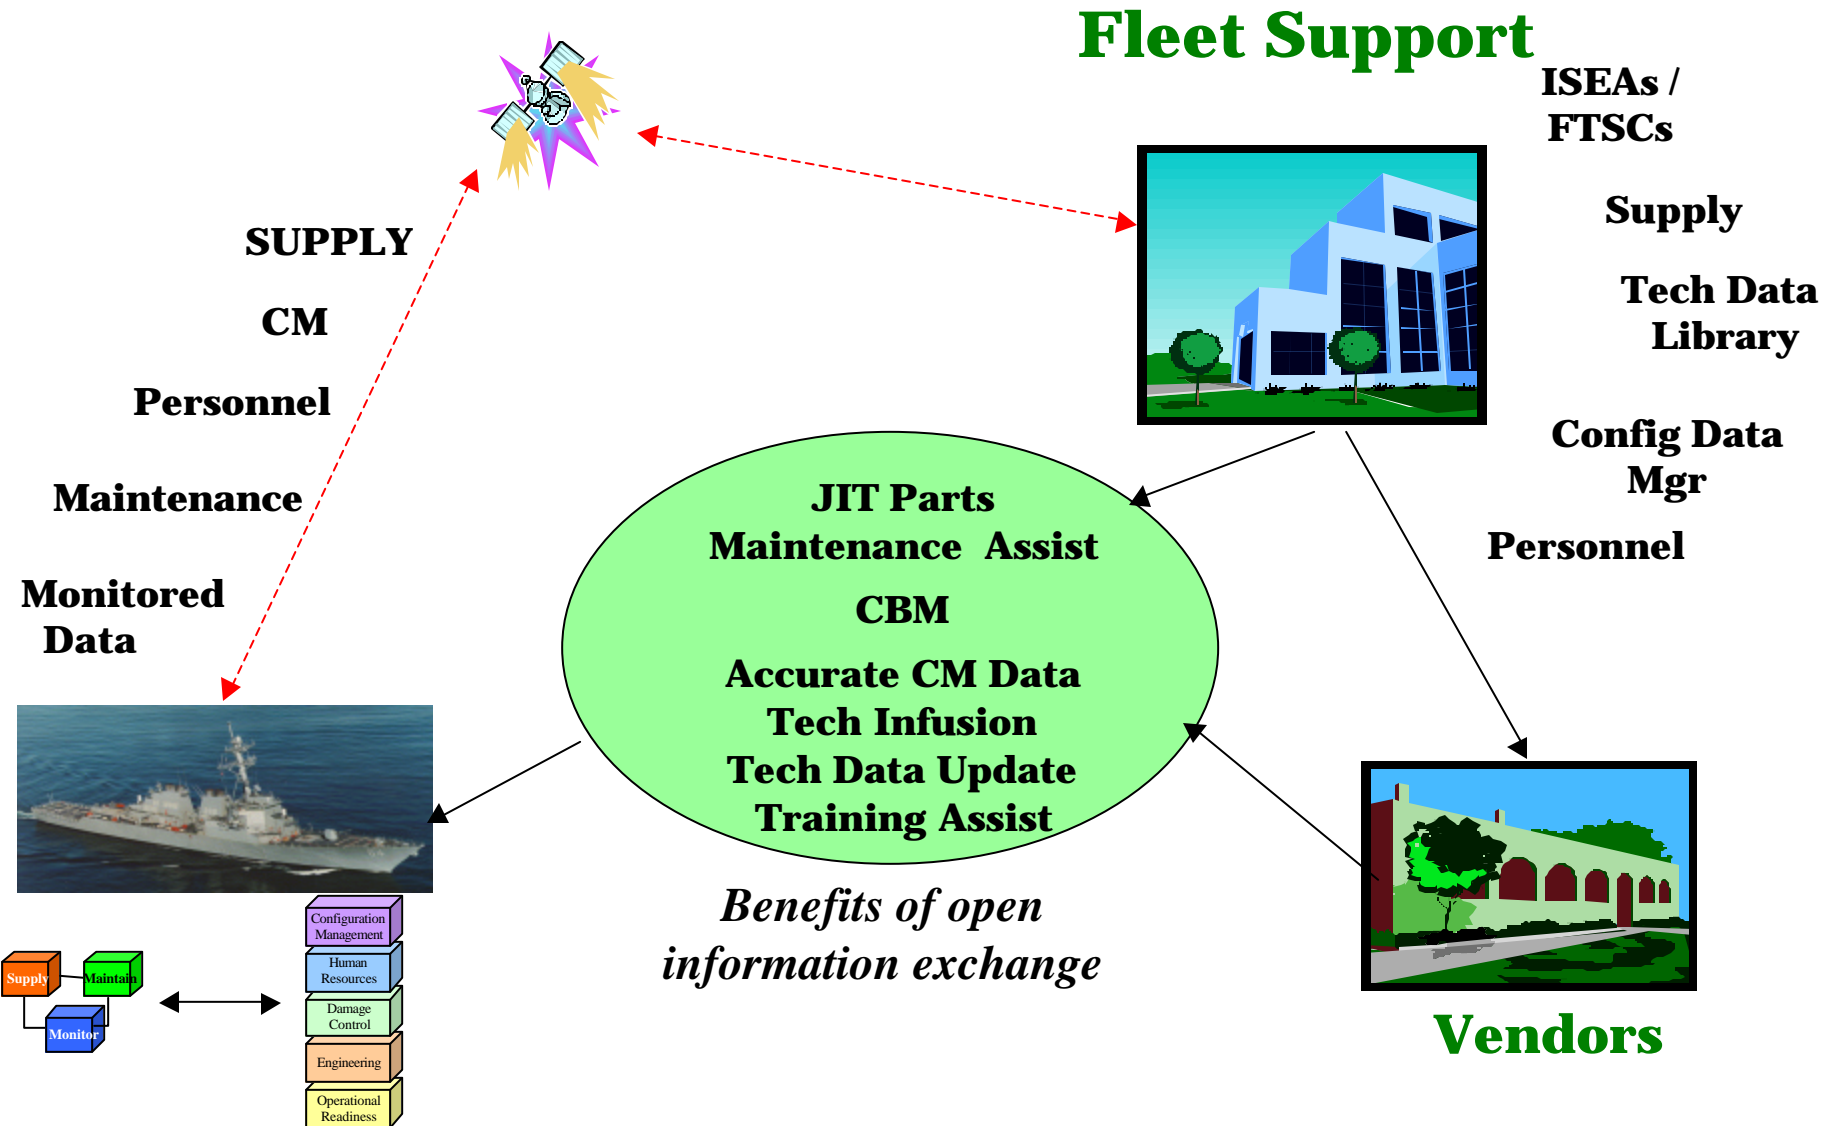 Fleet Support
ISEAs /
FTSCs
Supply
Tech Data
Library
Config Data
Mgr
Personnel
SUPPLY
CM
Personnel
Maintenance
Monitored
Data
JIT Parts
Maintenance Assist
CBM
Accurate CM Data
Tech Infusion
Tech Data Update
Training Assist
Benefits of open
information exchange
Vendors
Supply
Maintain
Monitor
Configuration
Management
Human
Resources
Damage
Control
Engineering
Operational
Readiness